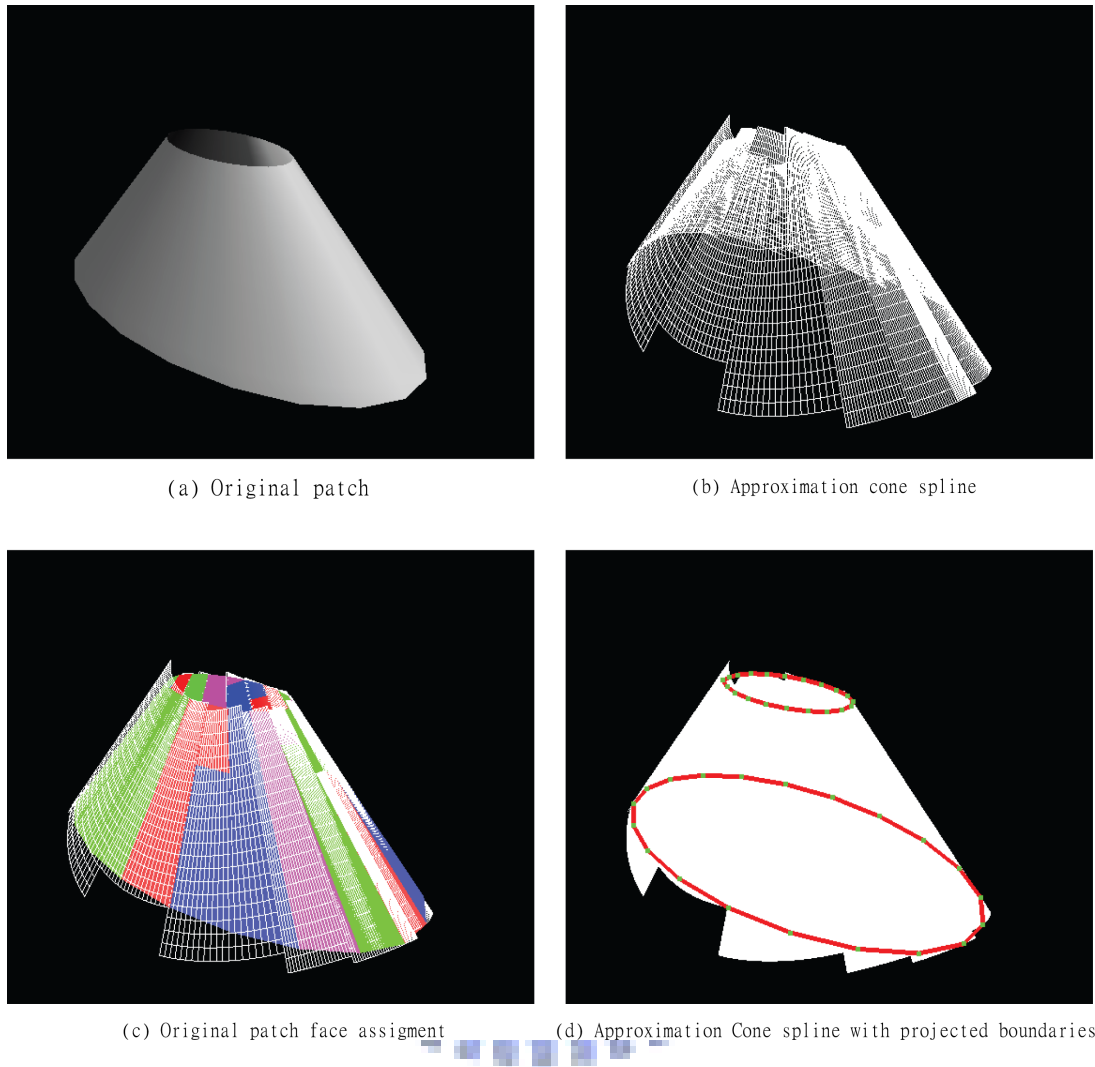 (a) Original patch
(b) Approximation cone spline
(c) Original patch face assigment
(d) Approximation Cone spline with projected boundaries